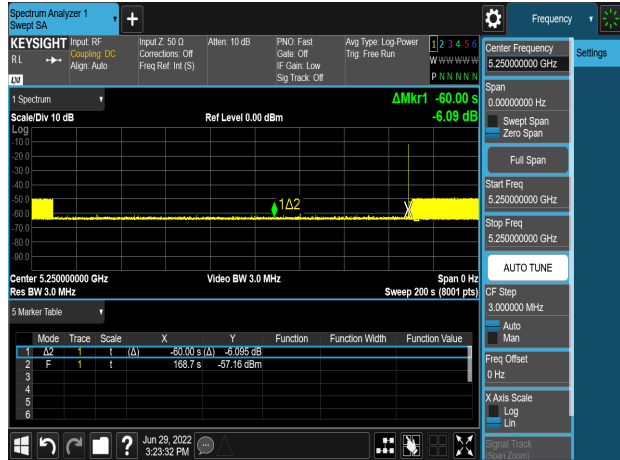 Spectrum Analyzer 1
Swept SA
+
Frequency
KEYSIGHT Input: RF Input Z: 50 Ω Atten: 10 dB PNO: Fast Avg Type: Log-Power 1 2 3 4 5 6
RL Coupling: DC Corrections: Off Gate: Off Trig: Free Run W W W W W W
Align: Auto Freq Ref: Int (S) IF Gain: Low
Sig Track: Off P N N N N N
1 Spectrum ΔMkr1 -60.00 s
Scale/Div 10 dB Ref Level 0.00 dBm -6.09 dB
Log
-10.0
-20.0
-30.0
-40.0
-50.0 1Δ2
-60.0 X
-70.0
-80.0
-90.0
Center 5.250000000 GHz Video BW 3.0 MHz Span 0 Hz
Res BW 3.0 MHz Sweep 200 s (8001 pts)
5 Marker Table
Mode Trace Scale X Y Function Function Width Function Value
1 Δ2 1 t (Δ) -60.00 s (Δ) -6.095 dB
2 F 1 t 168.7 s -57.16 dBm
3
4
5
6
?
Jun 29, 2022
3:23:32 PM
Center Frequency
5.250000000 GHz
Settings
Span
0.00000000 Hz
Swept Span
Zero Span
Full Span
Start Freq
5.250000000 GHz
Stop Freq
5.250000000 GHz
AUTO TUNE
CF Step
3.000000 MHz
Auto
Man
Freq Offset
0 Hz
X Axis Scale
Log
Lin
Signal Track
(Span Zoom)